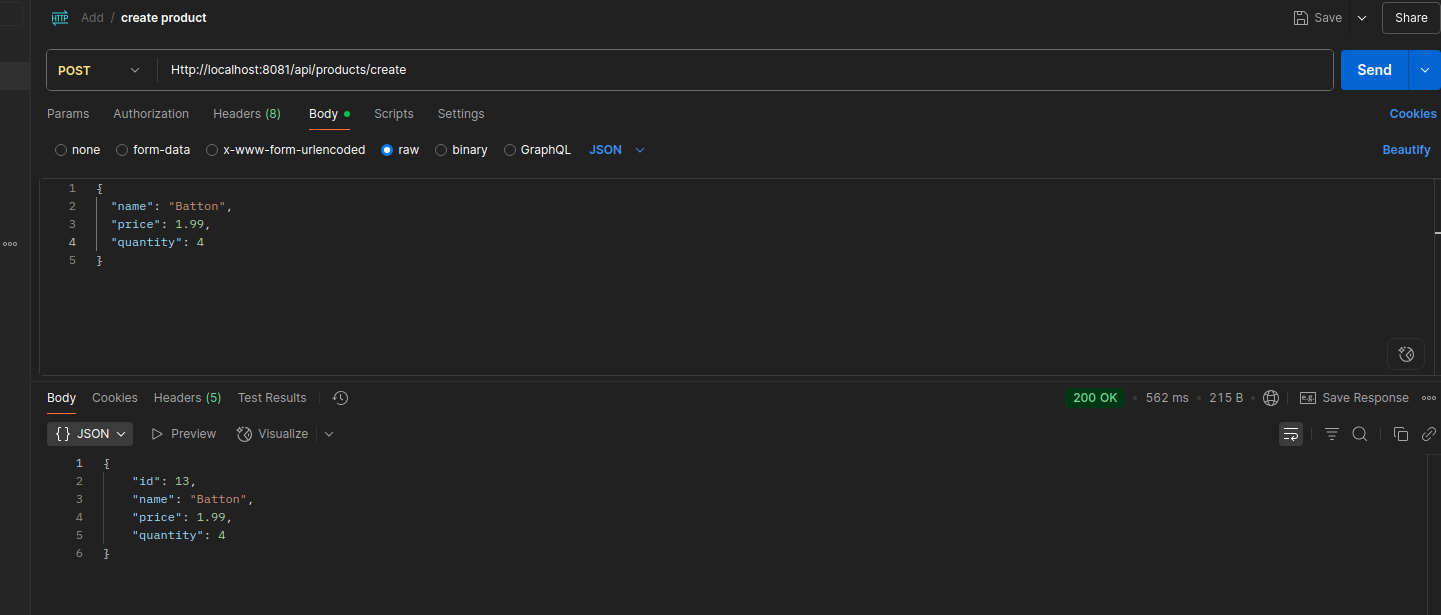 HTTP Add / create product Save Share
POST Http://localhost:8081/api/products/create Send
Params Authorization Headers (8) Body Scripts Settings Cookies
none form-data x-www-form-urlencoded raw binary GraphQL JSON Beautify
1 {
2 "name": "Batton",
3 "price": 1.99,
4 "quantity": 4
5 }
Body Cookies Headers (5) Test Results 200 OK • 562 ms • 215 B • e.g. Save Response
{} JSON Preview Visualize
1 {
2 "id": 13,
3 "name": "Batton",
4 "price": 1.99,
5 "quantity": 4
6 }